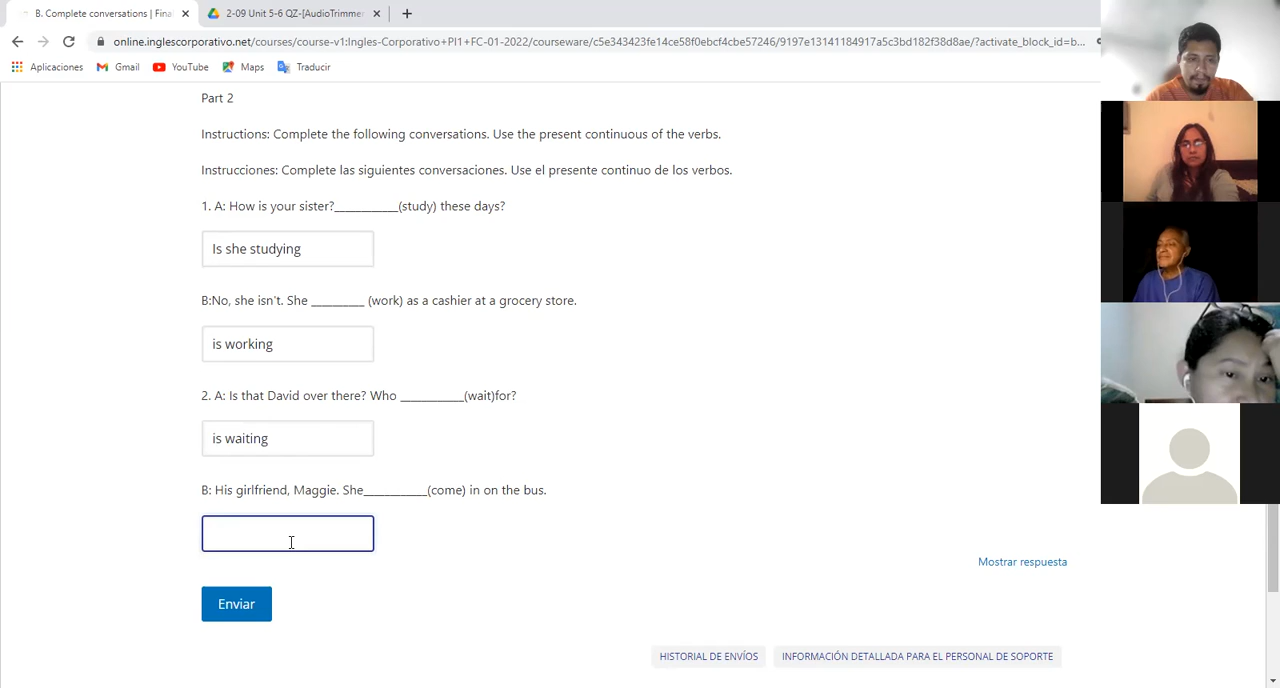 B. Complete conversations | Fina
2-09 Unit 5-6 QZ-[AudioTrimmer
online.inglescorporativo.net/courses/course-v1:Ingles-Corporativo+PI1+FC-01-2022/courseware/c5e343423fe14ce58f0ebcf4cbe57246/9197e13141184917a5c3bd182f38d8ae/?activate_block_id=b...
Aplicaciones
Gmail
YouTube
Maps
Traducir
Part 2
Instructions: Complete the following conversations. Use the present continuous of the verbs.
Instrucciones: Complete las siguientes conversaciones. Use el presente continuo de los verbos.
1. A: How is your sister?___________(study) these days?
Is she studying
B:No, she isn't. She _________ (work) as a cashier at a grocery store.
is working
2. A: Is that David over there? Who ___________(wait)for?
is waiting
B: His girlfriend, Maggie. She___________(come) in on the bus.
Mostrar respuesta
Enviar
HISTORIAL DE ENVÍOS
INFORMACIÓN DETALLADA PARA EL PERSONAL DE SOPORTE